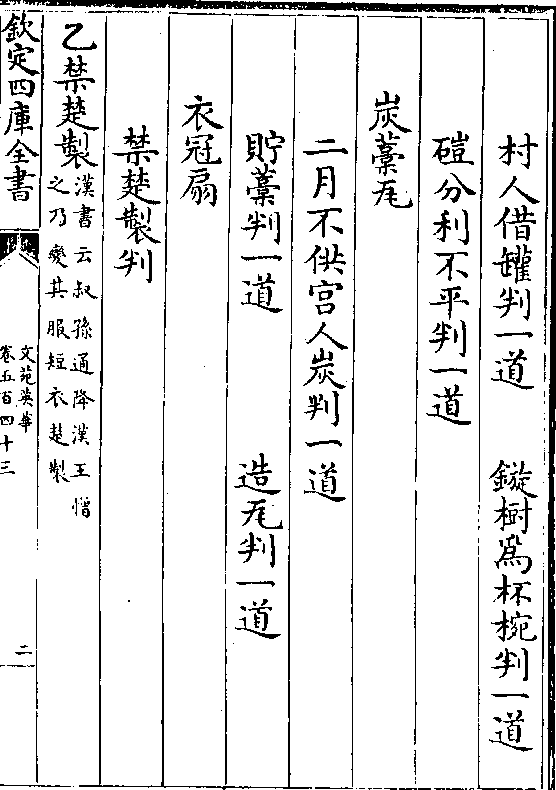 村人借罐判一道　鏇樹爲杯椀判一道
磑分利不平判一道
炭藁瓦
二月不供宫人炭判一道
貯藁判一道　造瓦判一道
衣冠扇
禁楚製判
乙禁楚製漢書云叔孫通降漢王憎
之乃變其服短衣楚製
欽定四庫全書
文苑英華
卷五百四十三
二